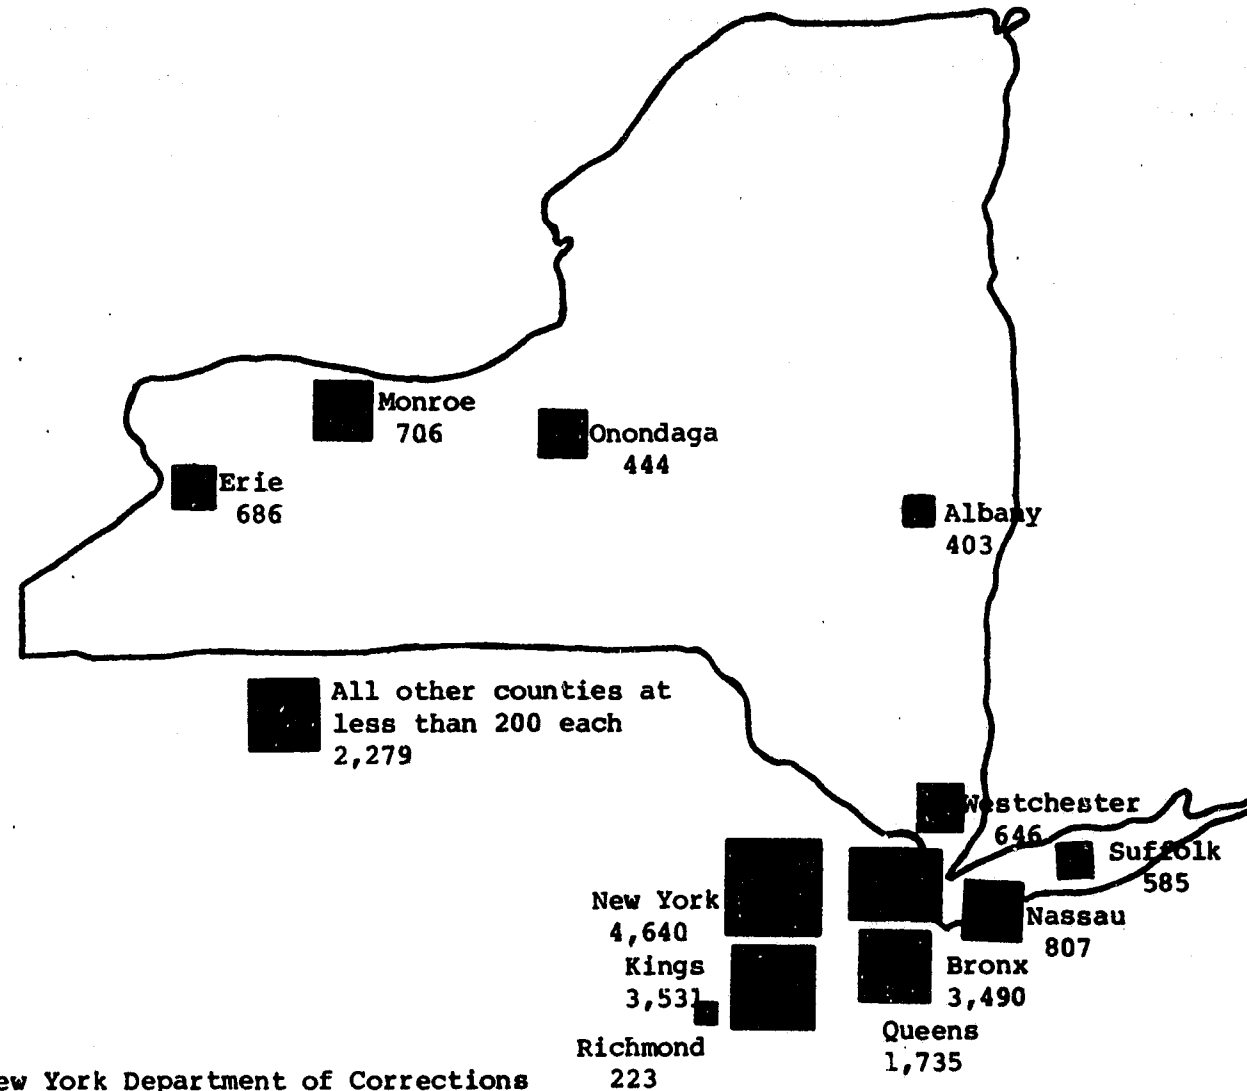 Monroe
706
Onondaga
444
Erie
686
Albany
403
All other counties at
less than 200 each
2,279
Westchester
646
Suffolk
585
New York
4,640
Nassau
807
Kings
3,531
Bronx
3,490
Queens
1,735
Richmond
223
ew York Department of Corrections